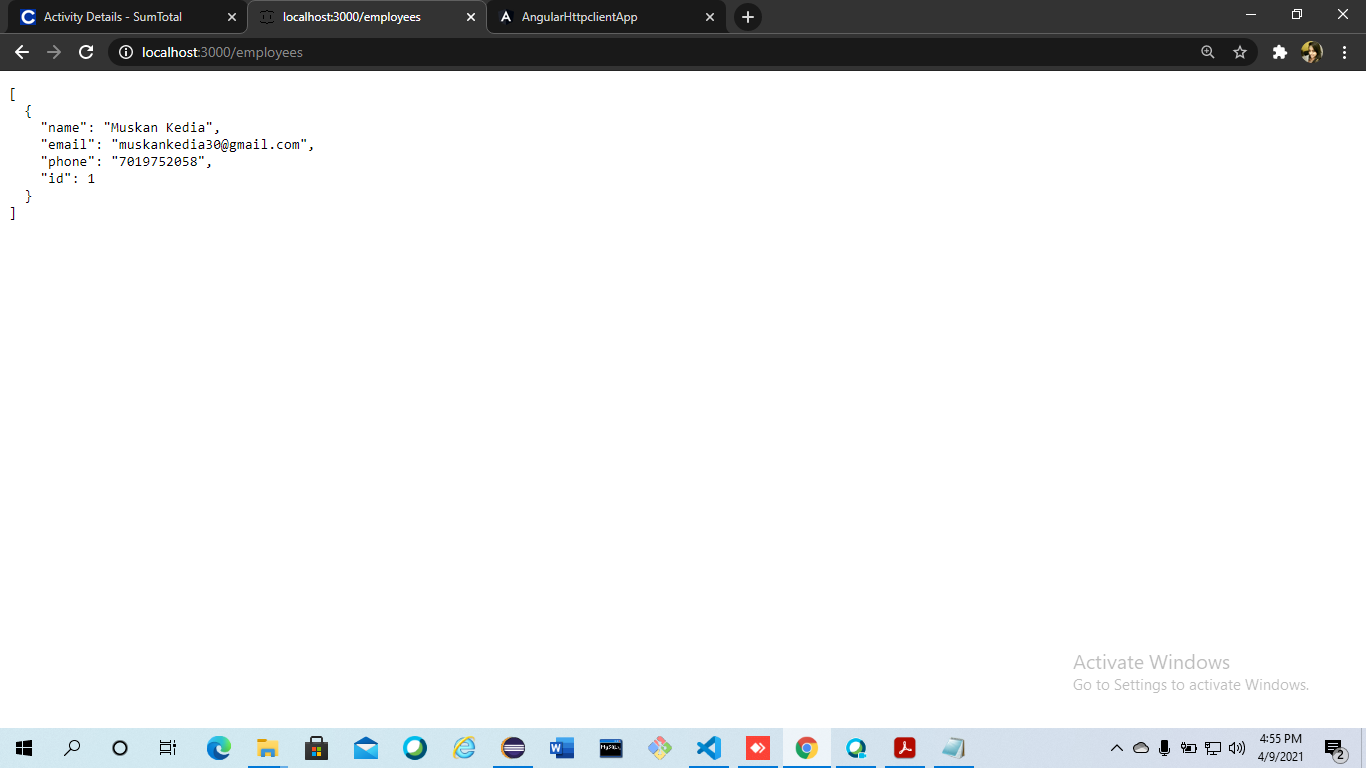 Activity Details - SumTotal
localhost:3000/employees
AngularHttpclientApp
localhost:3000/employees
[
  {
    "name": "Muskan Kedia",
    "email": "muskankedia30@gmail.com",
    "phone": "7019752058",
    "id": 1
  }
]
Activate Windows
Go to Settings to activate Windows.
4:55 PM
4/9/2021
2